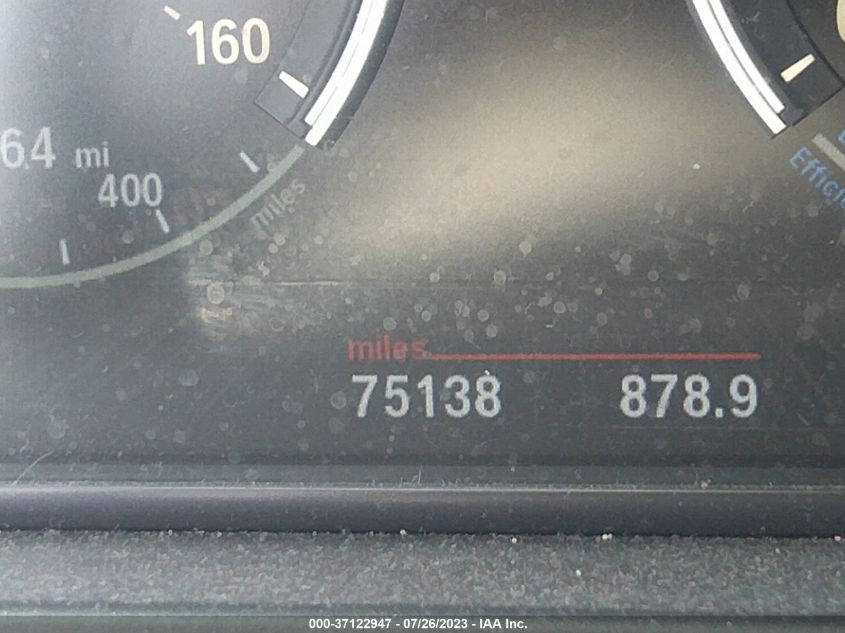 160
64 mi
400
miles
miles
75138 878.9
000-37122947 - 07/26/2023 - IAA Inc.